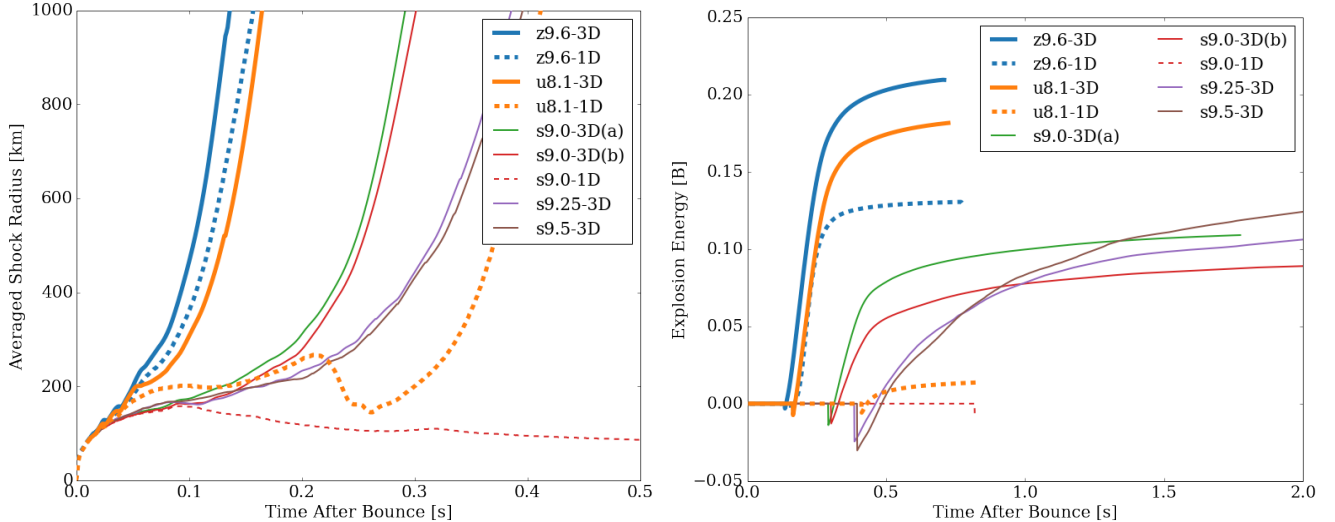 1000
800
600
400
200
0
Averaged Shock Radius [km]
0.0
0.1
0.2
0.3
0.4
0.5
Time After Bounce [s]
z9.6-3D
z9.6-1D
u8.1-3D
u8.1-1D
s9.0-3D(a)
s9.0-3D(b)
s9.0-1D
s9.25-3D
s9.5-3D
0.25
0.20
0.15
0.10
0.05
0.00
−0.05
Explosion Energy [B]
0.0
0.5
1.0
1.5
2.0
Time After Bounce [s]
z9.6-3D
z9.6-1D
u8.1-3D
u8.1-1D
s9.0-3D(a)
s9.0-3D(b)
s9.0-1D
s9.25-3D
s9.5-3D